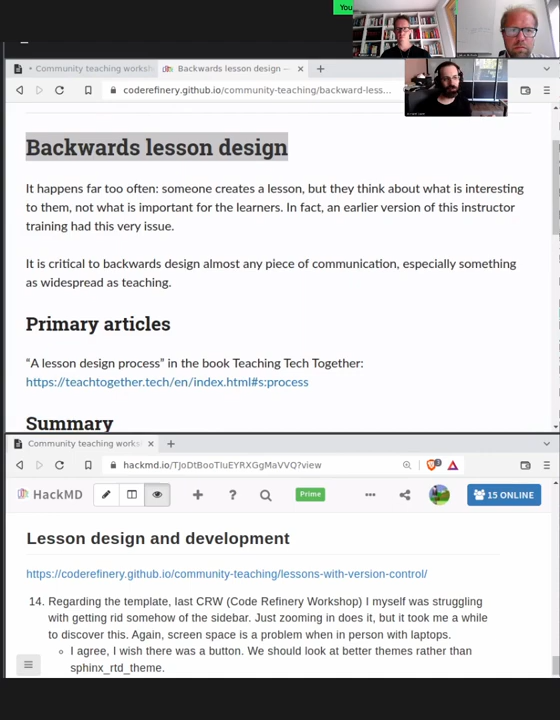 You
Community teaching works
Backwards lesson design —
coderefinery.github.io/community-teaching/backward-less...
Backwards lesson design
It happens far too often: someone creates a lesson, but they think about what is interesting
to them, not what is important for the learners. In fact, an earlier version of this instructor
training had this very issue.
It is critical to backwards design almost any piece of communication, especially something
as widespread as teaching.
Primary articles
“A lesson design process” in the book Teaching Tech Together:
https://teachtogether.tech/en/index.html#s:process
Summary
Community teaching works
hackmd.io/TJoDtBooTIuEYRXGgMaVVQ?view
HackMD
Prime
15 ONLINE
Lesson design and development
https://coderefinery.github.io/community-teaching/lessons-with-version-control/
14. Regarding the template, last CRW (Code Refinery Workshop) I myself was struggling
with getting rid somehow of the sidebar. Just zooming in does it, but it took me a while
to discover this. Again, screen space is a problem when in person with laptops.
I agree, I wish there was a button. We should look at better themes rather than
sphinx_rtd_theme.